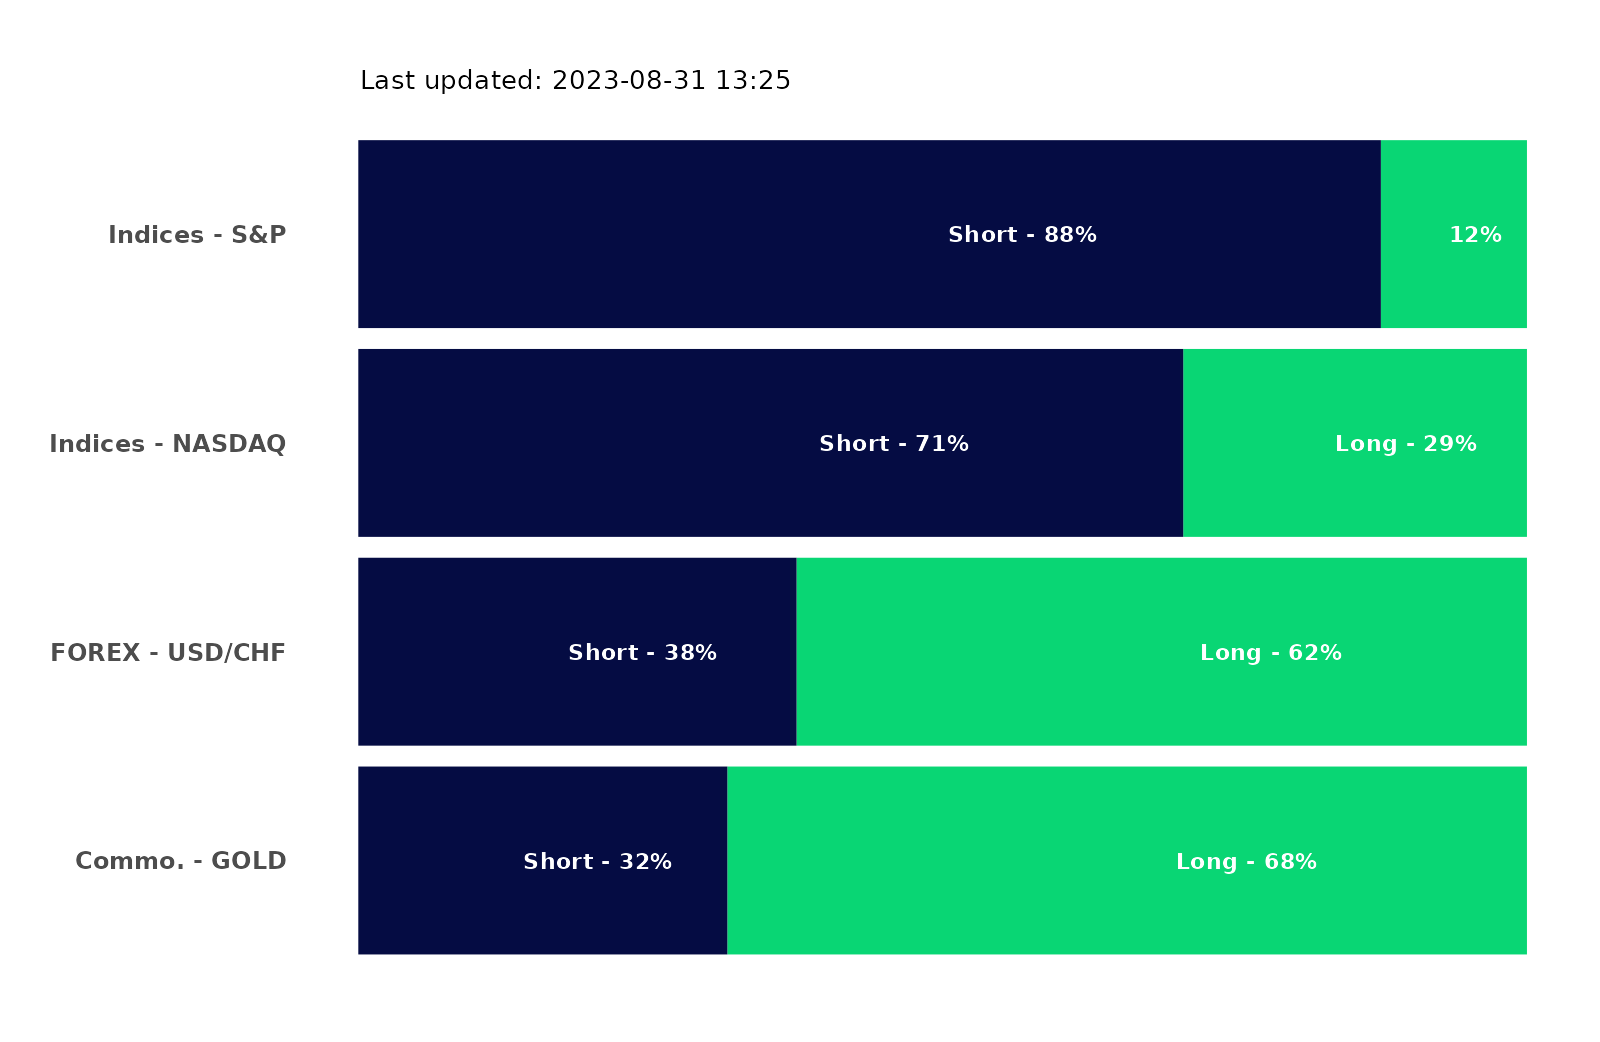 Last updated: 2023-08-31 13:25
Indices - S&P Short - 88% 12%
Indices - NASDAQ Short - 71% Long - 29%
FOREX - USD/CHF Short - 38% Long - 62%
Commo. - GOLD Short - 32% Long - 68%